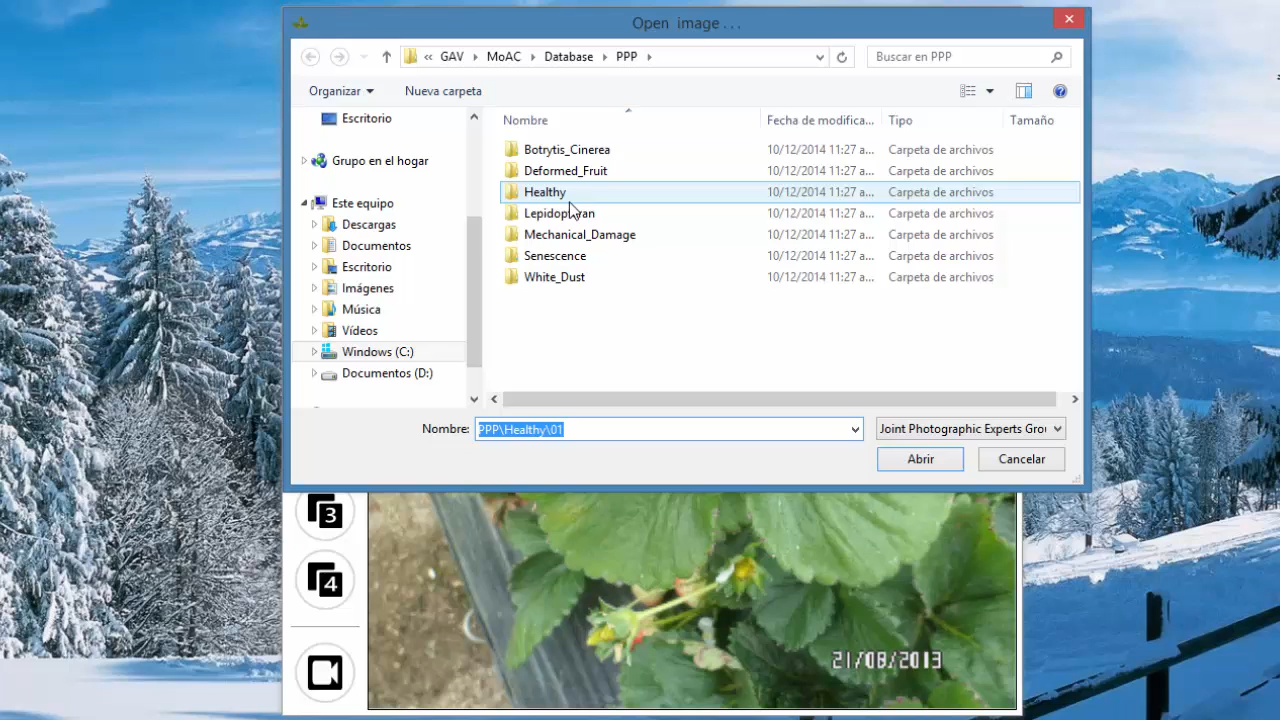 Open image ...
« GAV MoAC Database PPP
Buscar en PPP
Organizar
Nueva carpeta
Escritorio
Grupo en el hogar
Este equipo
Descargas
Documentos
Escritorio
Imágenes
Música
Vídeos
Windows (C:)
Documentos (D:)
Nombre Fecha de modifica... Tipo Tamaño
Botrytis_Cinerea 10/12/2014 11:27 a... Carpeta de archivos
Deformed_Fruit 10/12/2014 11:27 a... Carpeta de archivos
Healthy 10/12/2014 11:27 a... Carpeta de archivos
10/12/2014 11:27 a... Carpeta de archivos
Mechanical_Damage 10/12/2014 11:27 a... Carpeta de archivos
Senescence 10/12/2014 11:27 a... Carpeta de archivos
White_Dust 10/12/2014 11:27 a... Carpeta de archivos
Nombre: PPP\Healthy\01
Joint Photographic Experts Grou
Abrir
Cancelar
3
4
21/08/2013